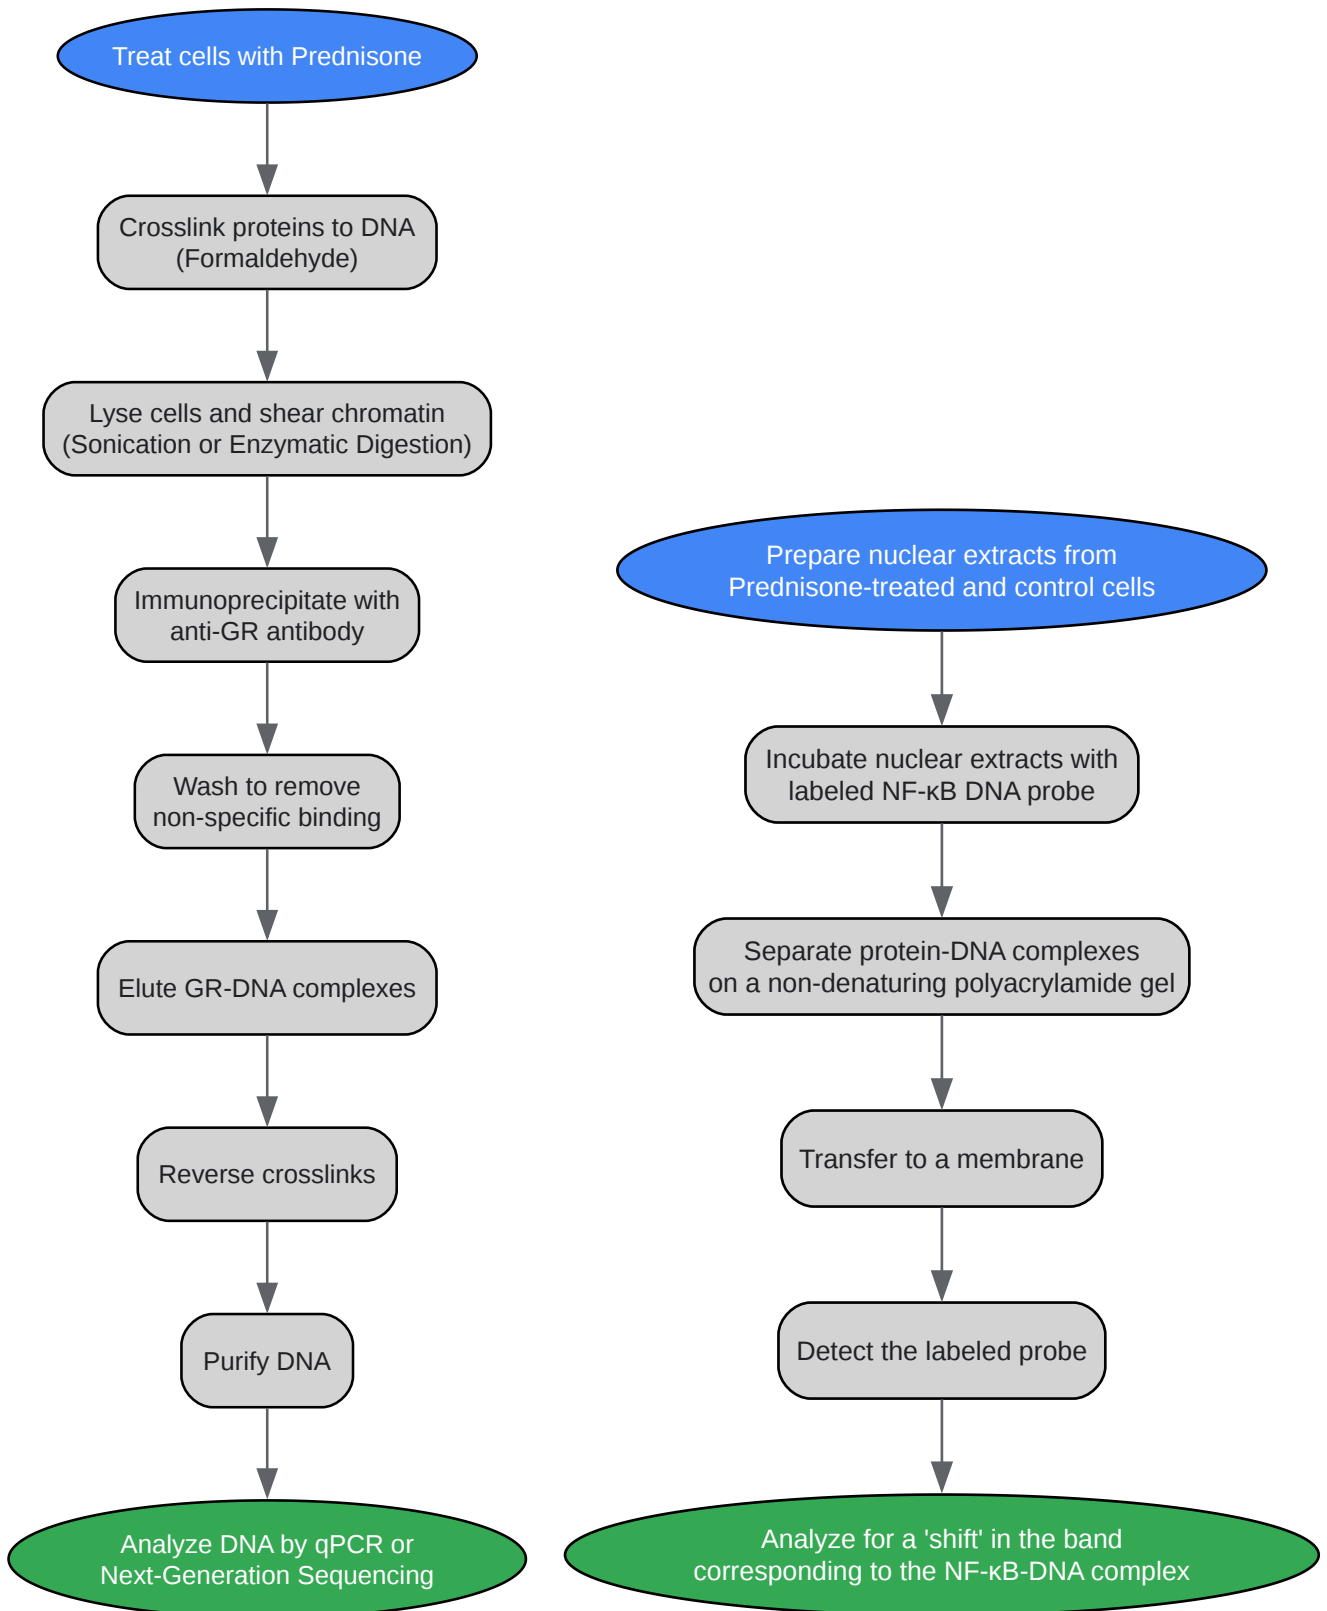 Treat cells with Prednisone
Crosslink proteins to DNA
(Formaldehyde)
Lyse cells and shear chromatin
(Sonication or Enzymatic Digestion)
Immunoprecipitate with
anti-GR antibody
Wash to remove
non-specific binding
Elute GR-DNA complexes
Reverse crosslinks
Purify DNA
Analyze DNA by qPCR or
Next-Generation Sequencing
Prepare nuclear extracts from
Prednisone-treated and control cells
Incubate nuclear extracts with
labeled NF-κB DNA probe
Separate protein-DNA complexes
on a non-denaturing polyacrylamide gel
Transfer to a membrane
Detect the labeled probe
Analyze for a 'shift' in the band
corresponding to the NF-κB-DNA complex